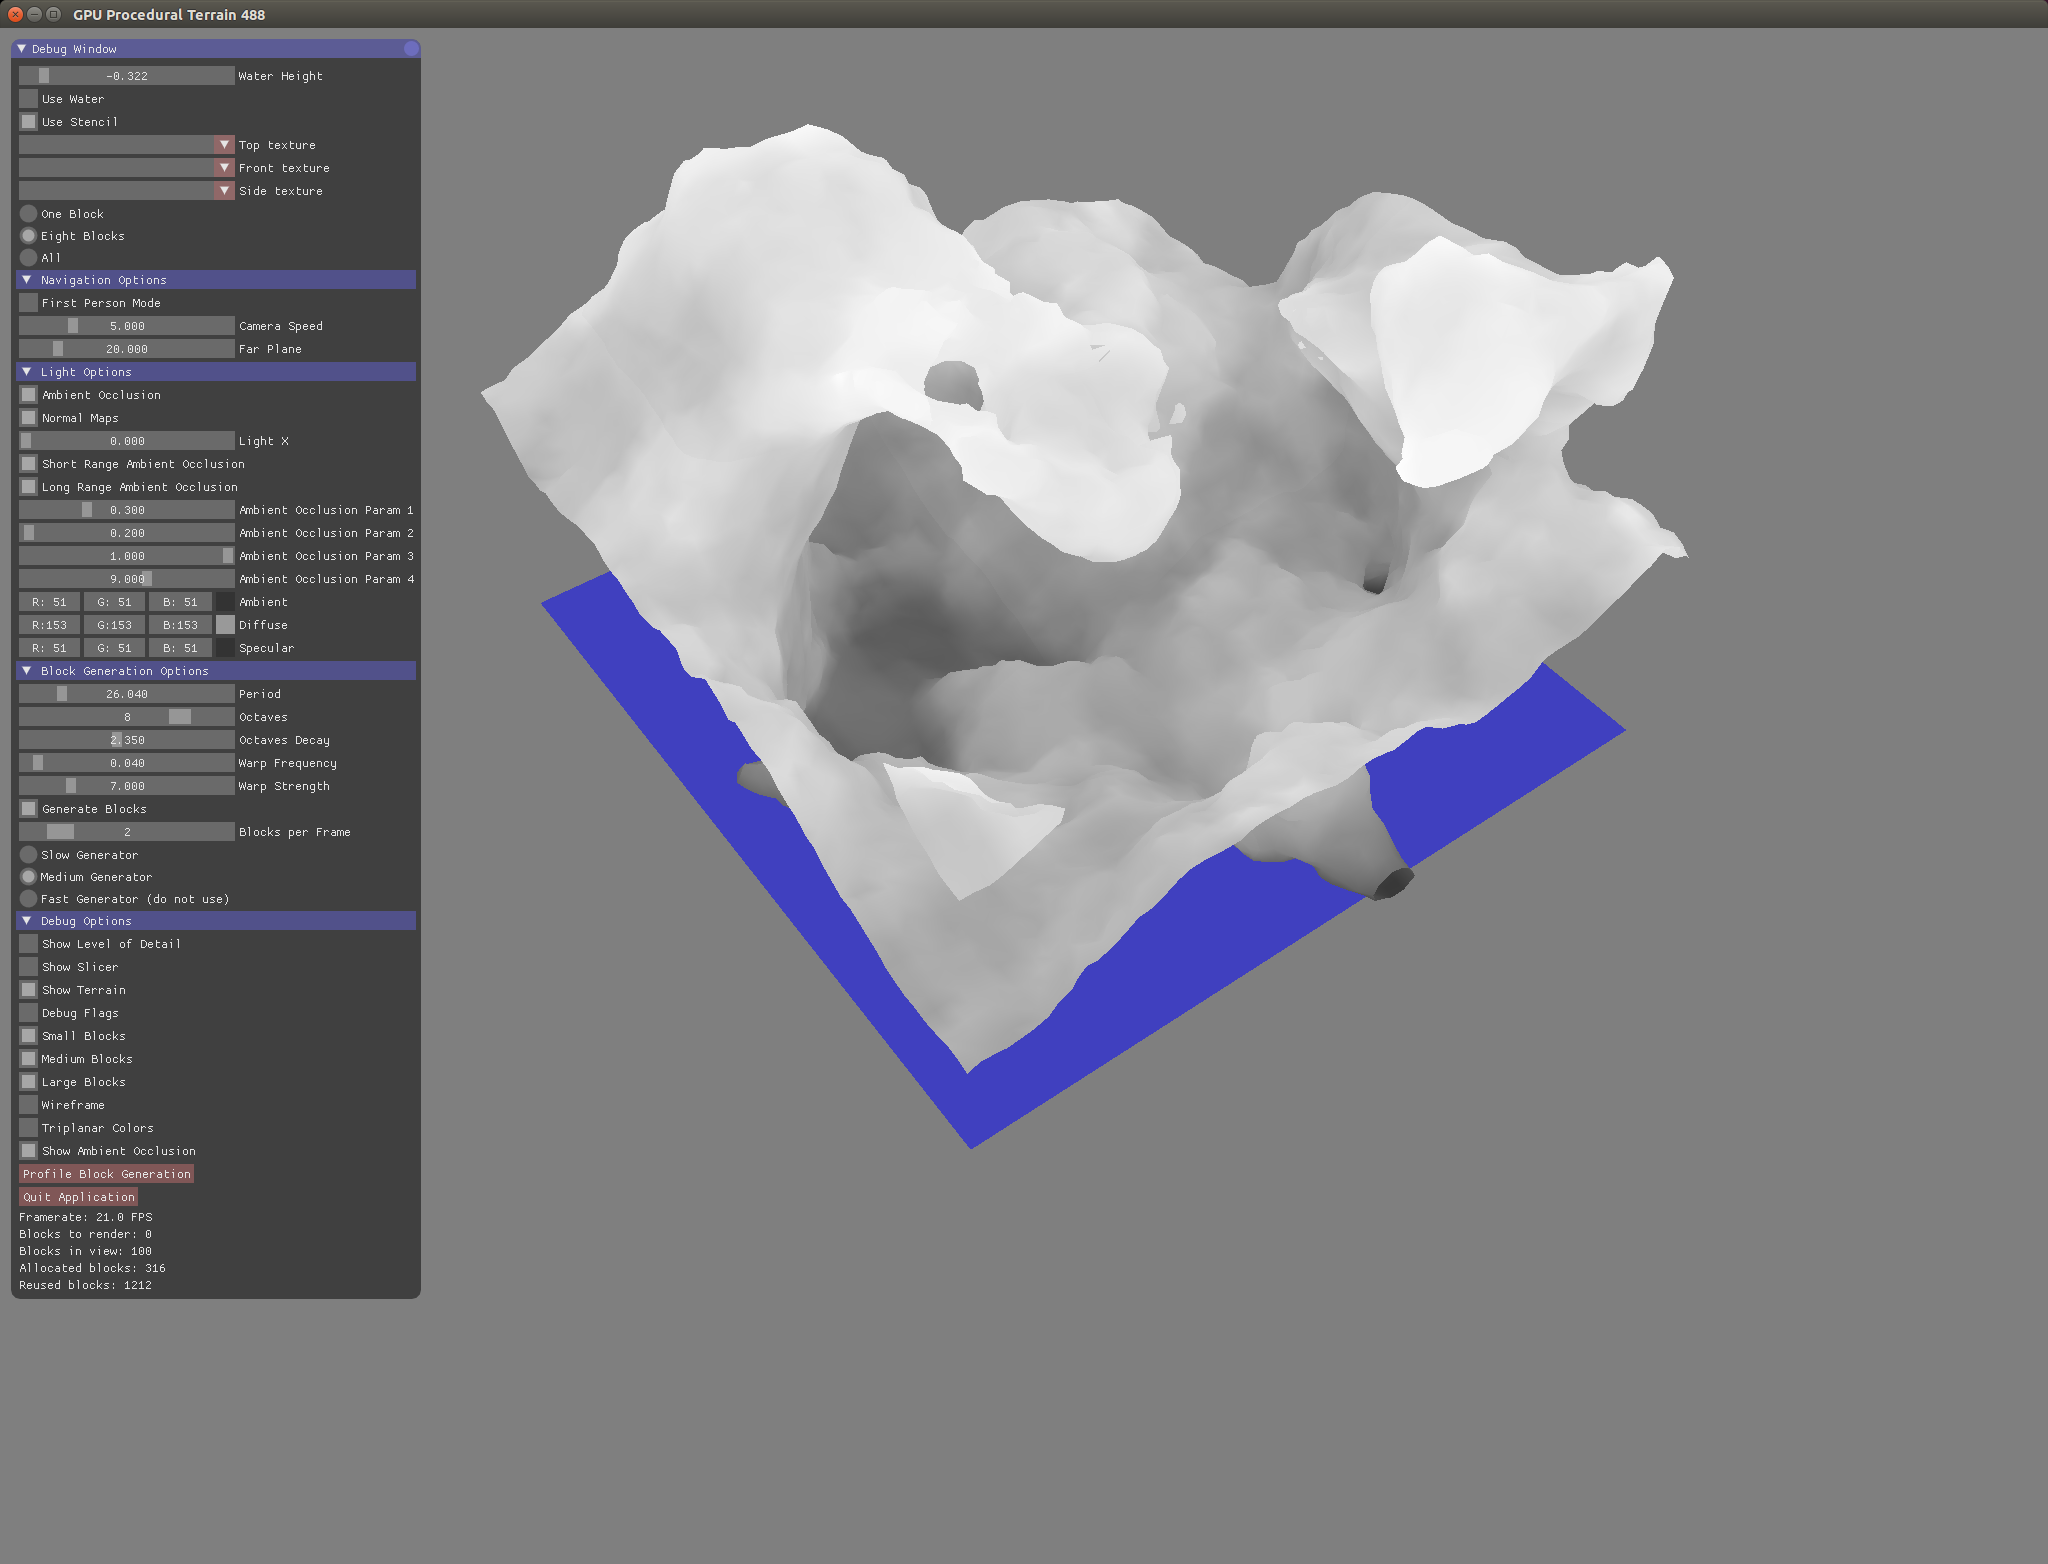 GPU Procedural Terrain 488
Debug Window
-0.322 Water Height
Use Water
Use Stencil
Top texture
Front texture
Side texture
One Block
Eight Blocks
All
Navigation Options
First Person Mode
5.000 Camera Speed
20.000 Far Plane
Light Options
Ambient Occlusion
Normal Maps
0.000 Light X
Short Range Ambient Occlusion
Long Range Ambient Occlusion
0.300 Ambient Occlusion Param 1
0.200 Ambient Occlusion Param 2
1.000 Ambient Occlusion Param 3
9.000 Ambient Occlusion Param 4
R: 51 G: 51 B: 51 Ambient
R:153 G:153 B:153 Diffuse
R: 51 G: 51 B: 51 Specular
Block Generation Options
26.040 Period
8 Octaves
2.350 Octaves Decay
0.040 Warp Frequency
7.000 Warp Strength
Generate Blocks
2 Blocks per Frame
Slow Generator
Medium Generator
Fast Generator (do not use)
Debug Options
Show Level of Detail
Show Slicer
Show Terrain
Debug Flags
Small Blocks
Medium Blocks
Large Blocks
Wireframe
Triplanar Colors
Show Ambient Occlusion
Profile Block Generation
Quit Application
Framerate: 21.0 FPS
Blocks to render: 0
Blocks in view: 100
Allocated blocks: 316
Reused blocks: 1212